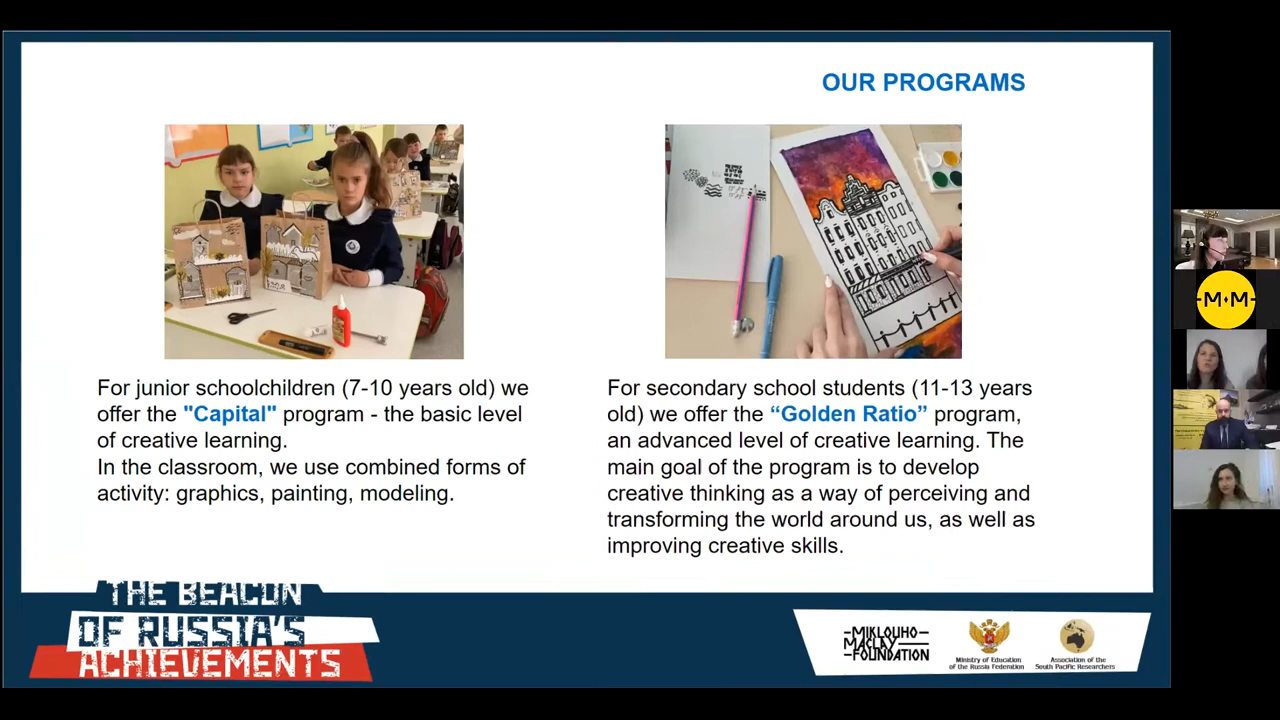 OUR PROGRAMS
For junior schoolchildren (7-10 years old) we
offer the "Capital" program - the basic level
of creative learning.
In the classroom, we use combined forms of
activity: graphics, painting, modeling.
For secondary school students (11-13 years
old) we offer the “Golden Ratio” program,
an advanced level of creative learning. The
main goal of the program is to develop
creative thinking as a way of perceiving and
transforming the world around us, as well as
improving creative skills.
THE BEACON
OF RUSSIA'S
ACHIEVEMENTS
MIKLOUHO
MACLAY
FOUNDATION
Ministry of Education
of the Russia Federation
Association of the
South Pacific Researchers
M M